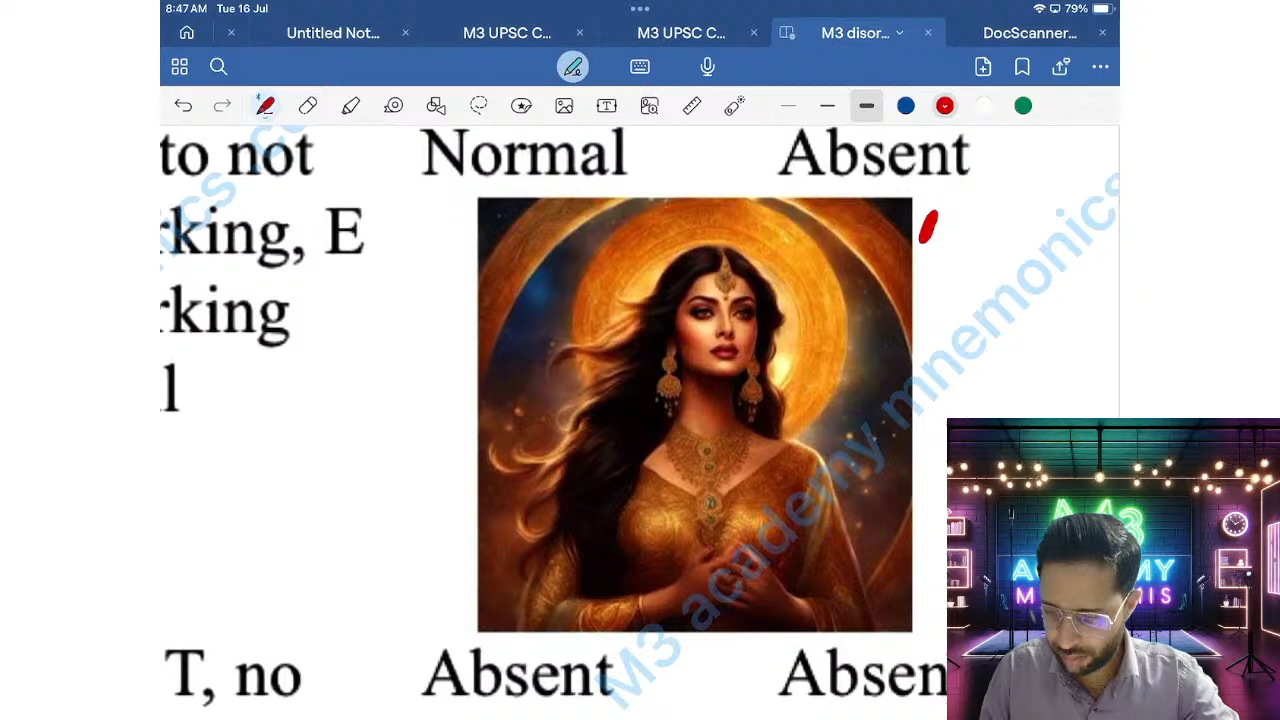 8:47 AM Tue 16 Jul
79%
Untitled Not...
M3 UPSC C...
M3 UPSC C...
M3 disor...
DocScanner...
to not Normal Absent
rking, E
rking
l
T, no Absent Absen
M3 academy mnemonics